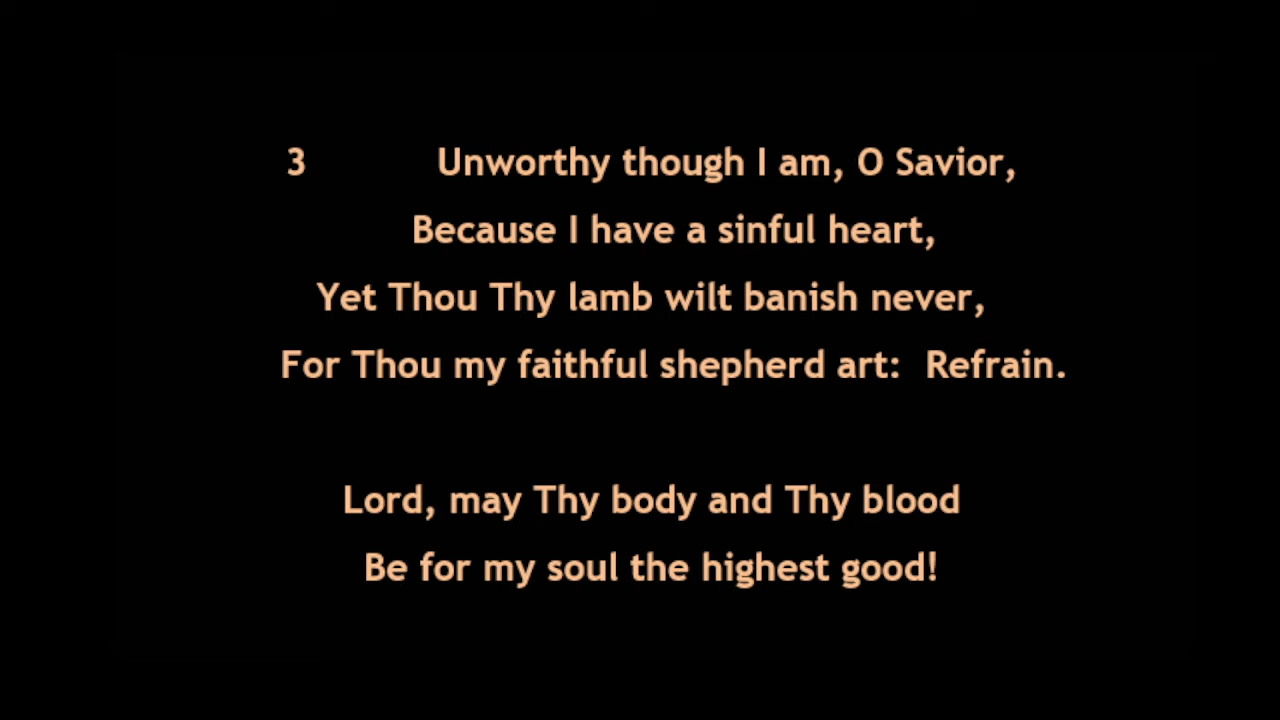 3 Unworthy though I am, O Savior,
Because I have a sinful heart,
Yet Thou Thy lamb wilt banish never,
For Thou my faithful shepherd art: Refrain.
Lord, may Thy body and Thy blood
Be for my soul the highest good!